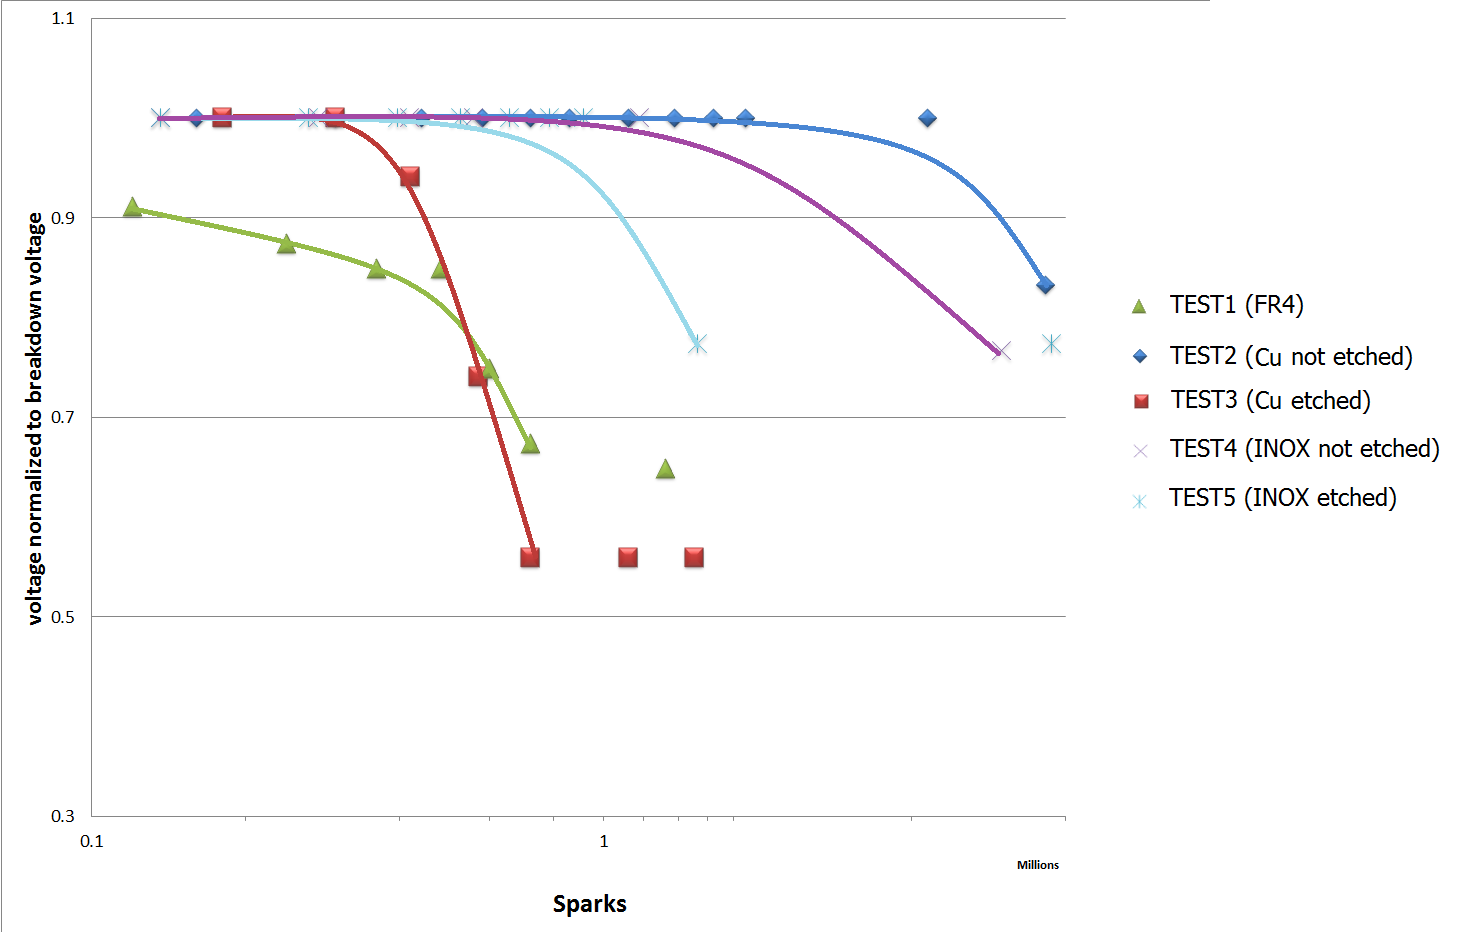 1.1
0.9
0.7
0.5
0.3
voltage normalized to breakdown voltage
0.1
1
Millions
Sparks
TEST1 (FR4)
TEST2 (Cu not etched)
TEST3 (Cu etched)
TEST4 (INOX not etched)
TEST5 (INOX etched)